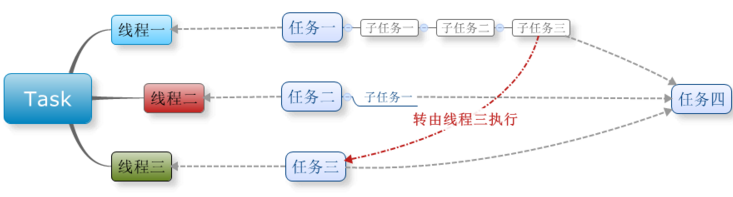 线程一
任务一
子任务一
子任务二
子任务三
Task
线程二
任务二
子任务一
任务四
转由线程三执行
线程三
任务三